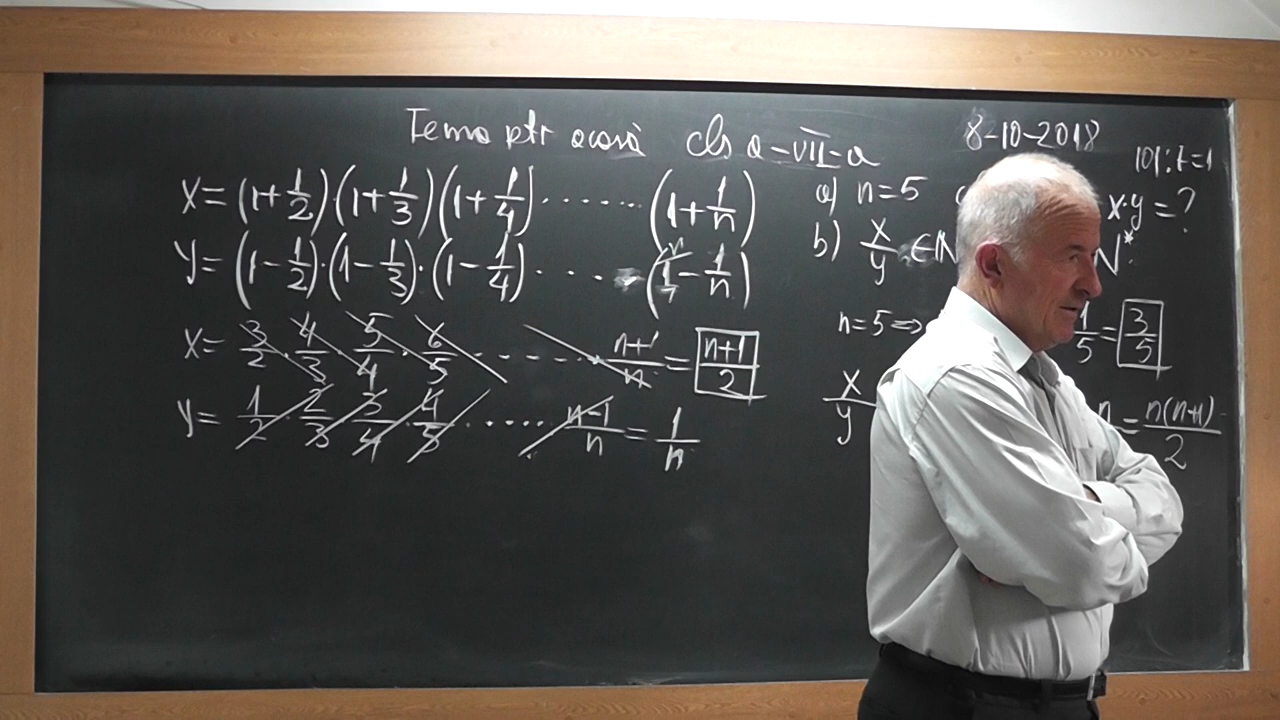 Tema ptr acasă cls a-VII-a 8-10-2018
101:1=1
x=(1+1/2)·(1+1/3)(1+1/4)·······(1+1/n) a) n=5 x·y=?
y=(1-1/2)·(1-1/3)·(1-1/4)····(1/1-1/n) b) x/y ∈ℕ ℕ*
x= 3/2·4/3·5/4·6/5------n+1/n=n+1/2 n=5⇒ 1/5=3/5
y= 1/2·2/3·3/4·4/5······n-1/n=1/n x/y n=n(n+1)/2